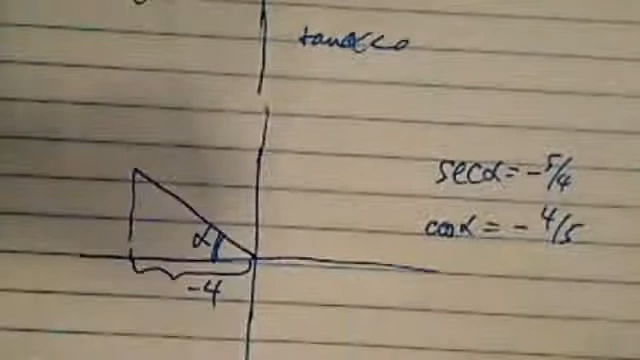 tanα<0
secα = -5/4
cosα = - 4/5
α
-4